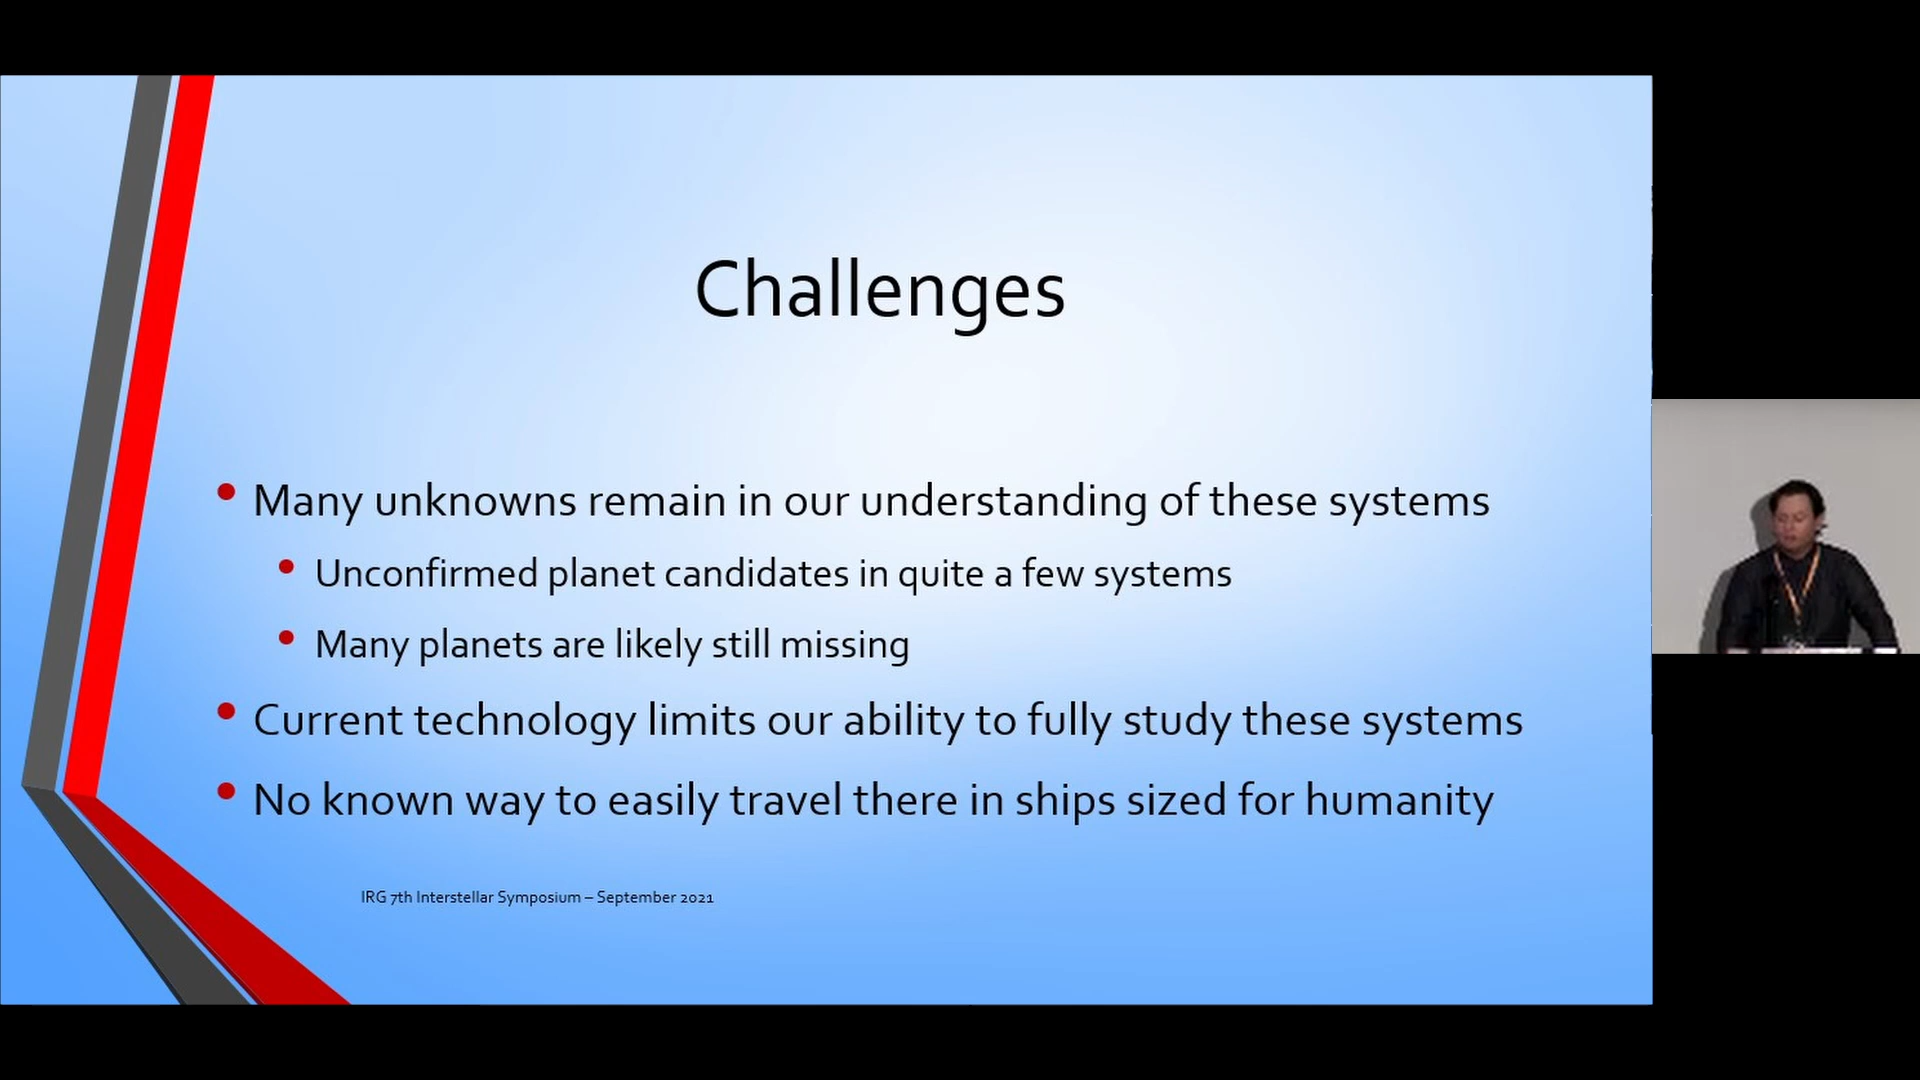 Challenges
• Many unknowns remain in our understanding of these systems
• Unconfirmed planet candidates in quite a few systems
• Many planets are likely still missing
• Current technology limits our ability to fully study these systems
• No known way to easily travel there in ships sized for humanity
IRG 7th Interstellar Symposium – September 2021